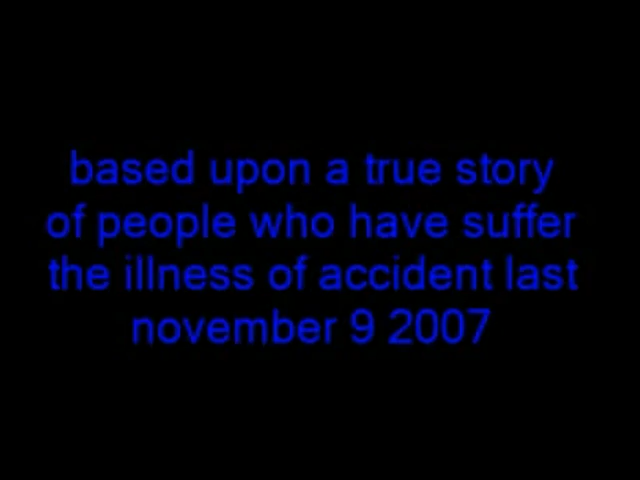 based upon a true story
of people who have suffer
the illness of accident last
november 9 2007